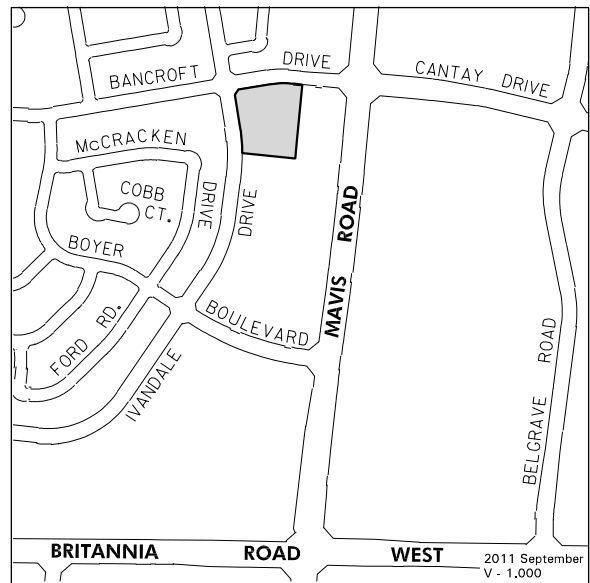 DRIVE
BANCROFT
CANTAY DRIVE
McCRACKEN
DRIVE
COBB
CT.
DRIVE
MAVIS ROAD
BOYER
BOULEVARD
FORD RD.
IVANDALE
BELGRAVE ROAD
BRITANNIA ROAD WEST
2011 September
V - 1.000